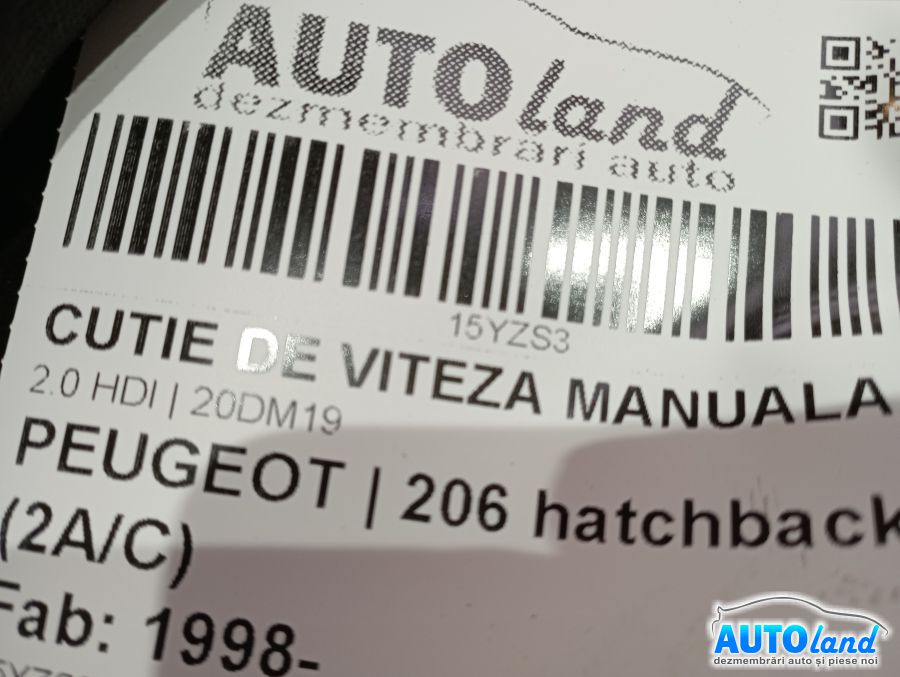 AUTOland
dezmembrari auto
15YZS3
CUTIE DE VITEZA MANUALA
2.0 HDI | 20DM19
PEUGEOT | 206 hatchback
(2A/C)
Fab: 1998-
AUTOland
dezmembrări auto și piese noi